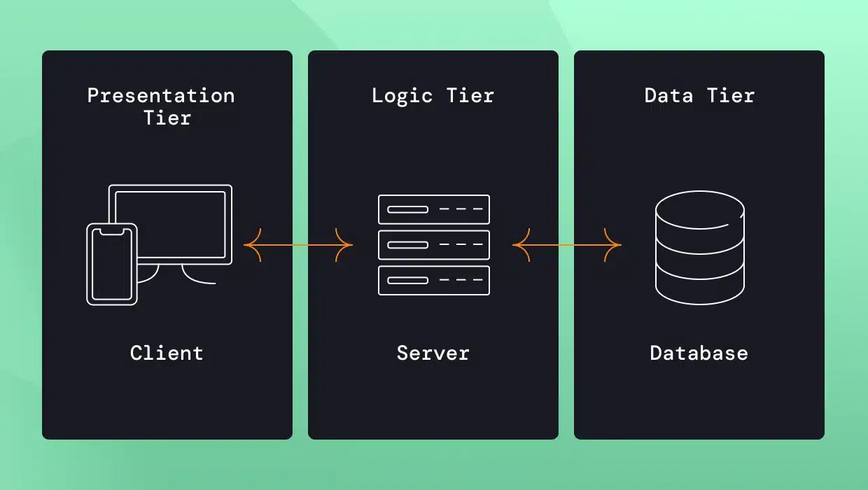 Presentation
Tier
Logic Tier
Data Tier
Client
Server
Database